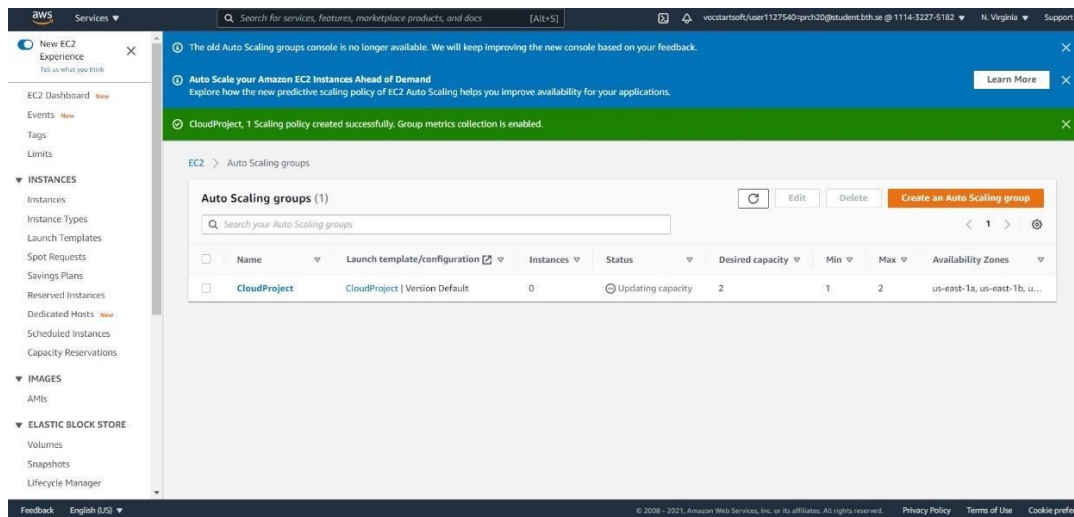 aws Services ▼ Search for services, features, marketplace products, and docs [Alt+S] vocstartsoft/user1127540=prch20@student.bth.se @ 1114-3227-5182 ▼ N. Virginia ▼ Support
New EC2
Experience
Tell us what you think
The old Auto Scaling groups console is no longer available. We will keep improving the new console based on your feedback.
Auto Scale your Amazon EC2 Instances Ahead of Demand
Explore how the new predictive scaling policy of EC2 Auto Scaling helps you improve availability for your applications.
Learn More
CloudProject, 1 Scaling policy created successfully. Group metrics collection is enabled.
EC2 Dashboard New
Events New
Tags
Limits
▼ INSTANCES
Instances
Instance Types
Launch Templates
Spot Requests
Savings Plans
Reserved Instances
Dedicated Hosts New
Scheduled Instances
Capacity Reservations
▼ IMAGES
AMIs
▼ ELASTIC BLOCK STORE
Volumes
Snapshots
Lifecycle Manager
EC2 > Auto Scaling groups
Auto Scaling groups (1)
Edit Delete Create an Auto Scaling group
Search your Auto Scaling groups
< 1 >
Name Launch template/configuration Instances Status Desired capacity Min Max Availability Zones
CloudProject CloudProject | Version Default 0 Updating capacity 2 1 2 us-east-1a, us-east-1b, u...
Feedback English (US) ▼ © 2008 - 2021, Amazon Web Services, Inc. or its affiliates. All rights reserved. Privacy Policy Terms of Use Cookie prefe